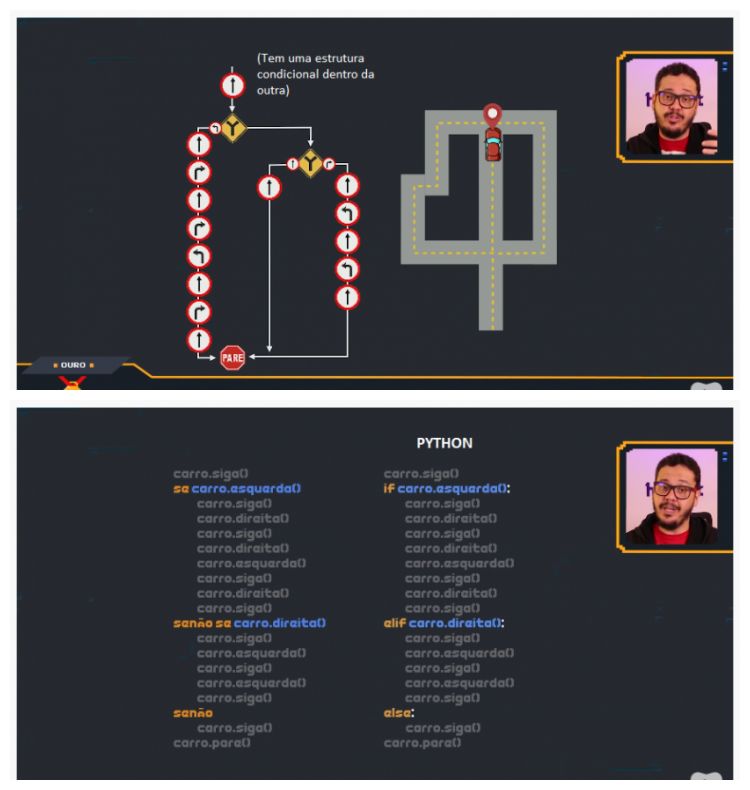 (Tem uma estrutura
condicional dentro da
outra)
PARE
OURO
PYTHON
carro.siga()
se carro.esquerda()
carro.siga()
carro.direita()
carro.siga()
carro.direita()
carro.esquerda()
carro.siga()
carro.direita()
carro.siga()
senão se carro.direita()
carro.siga()
carro.esquerda()
carro.siga()
carro.esquerda()
carro.siga()
senão
carro.siga()
carro.pare()
carro.siga()
if carro.esquerda():
carro.siga()
carro.direita()
carro.siga()
carro.direita()
carro.esquerda()
carro.siga()
carro.direita()
carro.siga()
elif carro.direita():
carro.siga()
carro.esquerda()
carro.siga()
carro.esquerda()
carro.siga()
else:
carro.siga()
carro.pare()